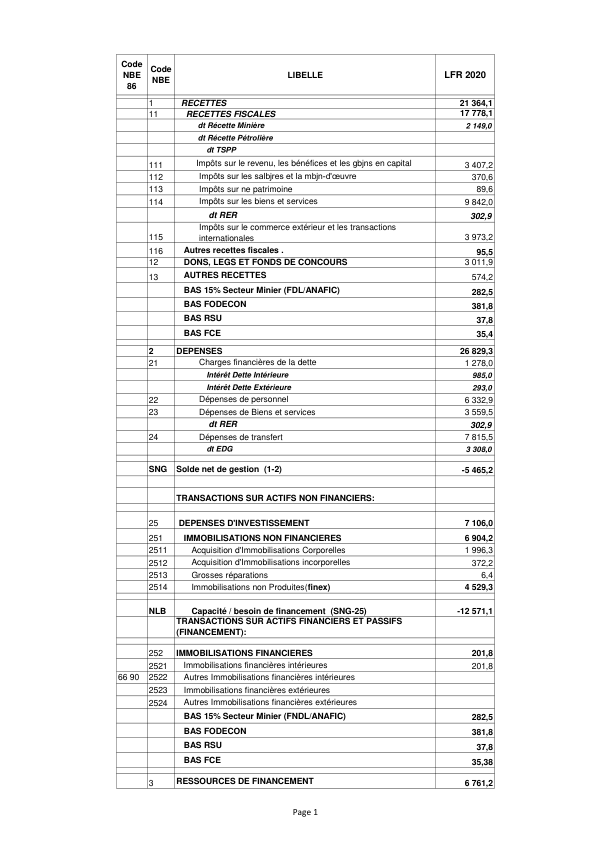 Code NBE 86 Code NBE LIBELLE LFR 2020
1 RECETTES 21 364,1
11 RECETTES FISCALES 17 778,1
dt Récette Minière 2 149,0
dt Récette Pétrolière
dt TSPP
111 Impôts sur le revenu, les bénéfices et les gbjns en capital 3 407,2
112 Impôts sur les salbjres et la mbjn-d'œuvre 370,6
113 Impôts sur ne patrimoine 89,6
114 Impôts sur les biens et services 9 842,0
dt RER 302,9
Impôts sur le commerce extérieur et les transactions
115 internationales 3 973,2
116 Autres recettes fiscales . 95,5
12 DONS, LEGS ET FONDS DE CONCOURS 3 011,9
13 AUTRES RECETTES 574,2
BAS 15% Secteur Minier (FDL/ANAFIC) 282,5
BAS FODECON 381,8
BAS RSU 37,8
BAS FCE 35,4
2 DEPENSES 26 829,3
21 Charges financières de la dette 1 278,0
Intérêt Dette Intérieure 985,0
Intérêt Dette Extérieure 293,0
22 Dépenses de personnel 6 332,9
23 Dépenses de Biens et services 3 559,5
dt RER 302,9
24 Dépenses de transfert 7 815,5
dt EDG 3 308,0
SNG Solde net de gestion (1-2) -5 465,2
TRANSACTIONS SUR ACTIFS NON FINANCIERS:
25 DEPENSES D'INVESTISSEMENT 7 106,0
251 IMMOBILISATIONS NON FINANCIERES 6 904,2
2511 Acquisition d'Immobilisations Corporelles 1 996,3
2512 Acquisition d'Immobilisations incorporelles 372,2
2513 Grosses réparations 6,4
2514 Immobilisations non Produites(finex) 4 529,3
NLB Capacité / besoin de financement (SNG-25) -12 571,1
TRANSACTIONS SUR ACTIFS FINANCIERS ET PASSIFS
(FINANCEMENT):
252 IMMOBILISATIONS FINANCIERES 201,8
2521 Immobilisations financières intérieures 201,8
66 90 2522 Autres Immobilisations financières intérieures
2523 Immobilisations financières extérieures
2524 Autres Immobilisations financières extérieures
BAS 15% Secteur Minier (FNDL/ANAFIC) 282,5
BAS FODECON 381,8
BAS RSU 37,8
BAS FCE 35,38
3 RESSOURCES DE FINANCEMENT 6 761,2
Page 1